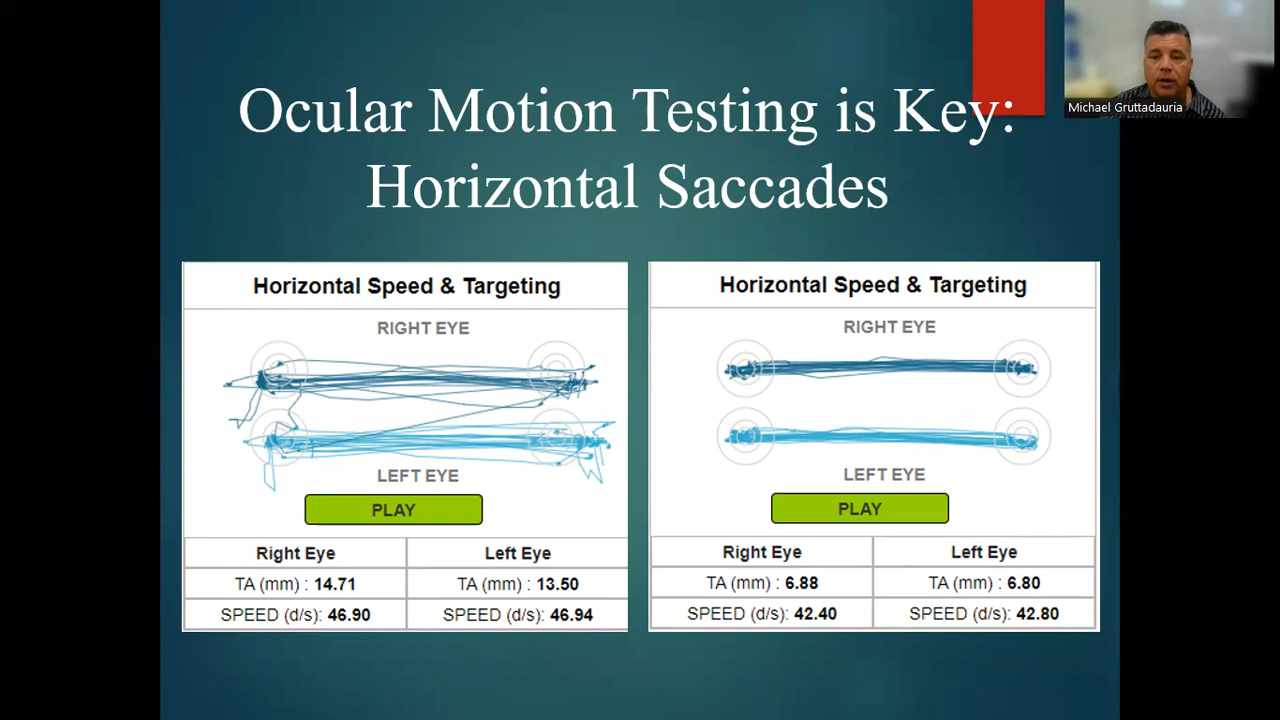 Ocular Motion Testing is Key:
Horizontal Saccades
Michael Gruttadauria
Horizontal Speed & Targeting
RIGHT EYE
LEFT EYE
PLAY
Right Eye
Left Eye
TA (mm) : 14.71
TA (mm) : 13.50
SPEED (d/s): 46.90
SPEED (d/s): 46.94
Horizontal Speed & Targeting
RIGHT EYE
LEFT EYE
PLAY
Right Eye
Left Eye
TA (mm) : 6.88
TA (mm) : 6.80
SPEED (d/s): 42.40
SPEED (d/s): 42.80